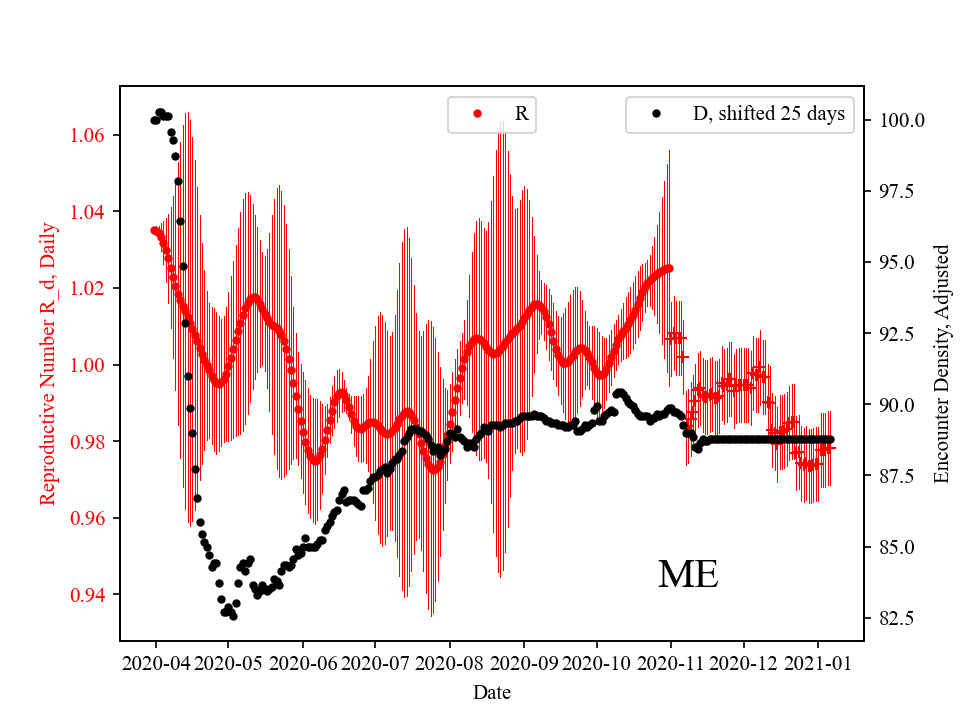 R
D, shifted 25 days
1.06
1.04
1.02
1.00
0.98
0.96
0.94
Reproductive Number R_d, Daily
100.0
97.5
95.0
92.5
90.0
87.5
85.0
82.5
Encounter Density, Adjusted
ME
2020-04 2020-05 2020-06 2020-07 2020-08 2020-09 2020-10 2020-11 2020-12 2021-01
Date